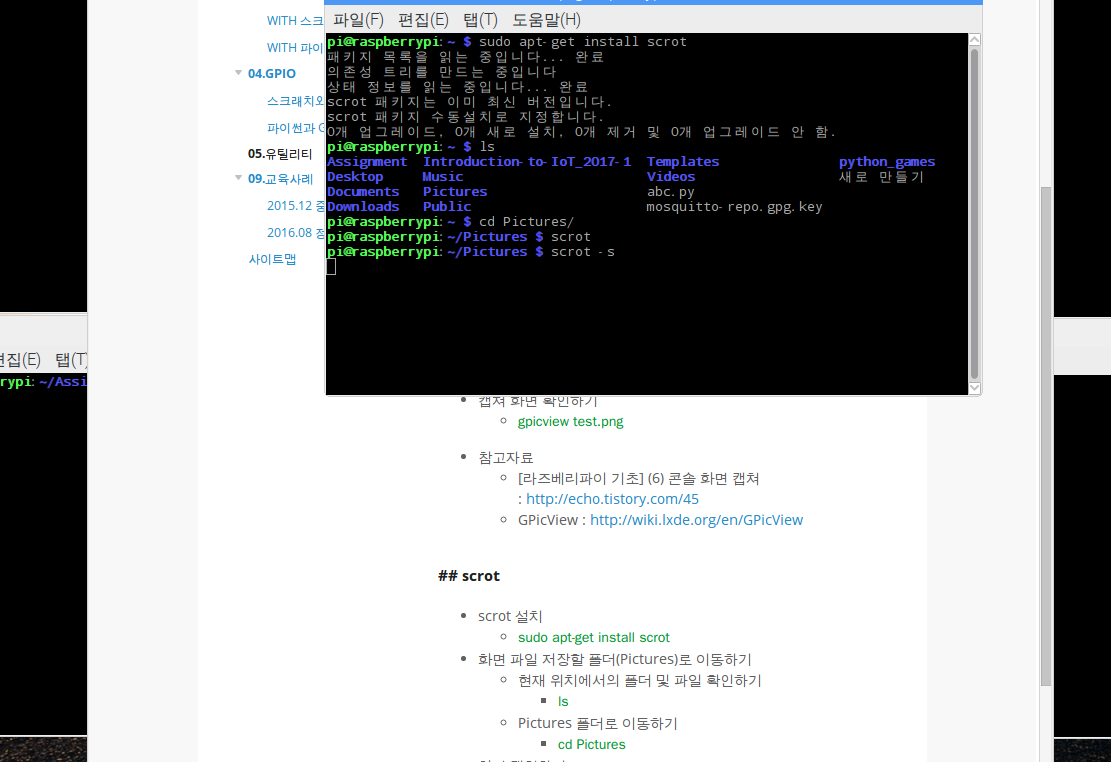 WITH 스크
WITH 파이
04.GPIO
스크래치와
파이썬과 G
05.유틸리티
09.교육사례
2015.12 중
2016.08 정
사이트맵
파일(F) 편집(E) 탭(T) 도움말(H)
pi@raspberrypi:~ $ sudo apt-get install scrot
패키지 목록을 읽는 중입니다... 완료
의존성 트리를 만드는 중입니다
상태 정보를 읽는 중입니다... 완료
scrot 패키지는 이미 최신 버전입니다.
scrot 패키지 수동설치로 지정합니다.
0개 업그레이드, 0개 새로 설치, 0개 제거 및 0개 업그레이드 안 함.
pi@raspberrypi:~ $ ls
Assignment Introduction-to-IoT_2017-1 Templates python_games
Desktop Music Videos 새로 만들기
Documents Pictures abc.py
Downloads Public mosquitto-repo.gpg.key
pi@raspberrypi:~ $ cd Pictures/
pi@raspberrypi:~/Pictures $ scrot
pi@raspberrypi:~/Pictures $ scrot -s
편집(E) 탭(T)
rypi:~/Assi
캡쳐 화면 확인하기
gpicview test.png
참고자료
[라즈베리파이 기초] (6) 콘솔 화면 캡쳐
: http://echo.tistory.com/45
GPicView : http://wiki.lxde.org/en/GPicView
## scrot
scrot 설치
sudo apt-get install scrot
화면 파일 저장할 폴더(Pictures)로 이동하기
현재 위치에서의 폴더 및 파일 확인하기
ls
Pictures 폴더로 이동하기
cd Pictures